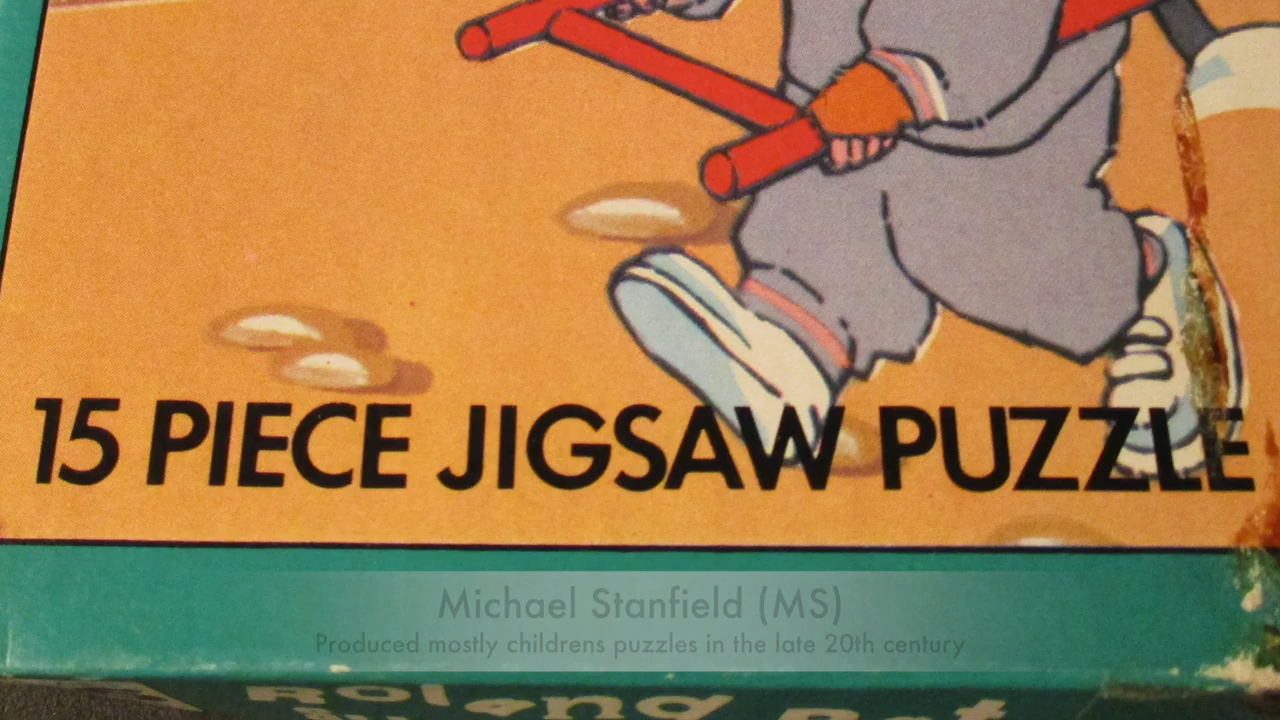 15 PIECE JIGSAW PUZZLE
Michael Stanfield (MS)
Produced mostly childrens puzzles in the late 20th century
Roland Rat